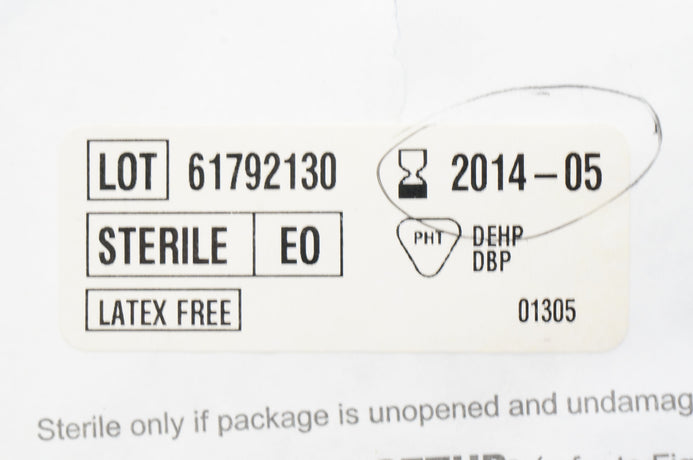 LOT 61792130 2014-05
STERILE EO PHT DEHP
DBP
LATEX FREE 01305
Sterile only if package is unopened and